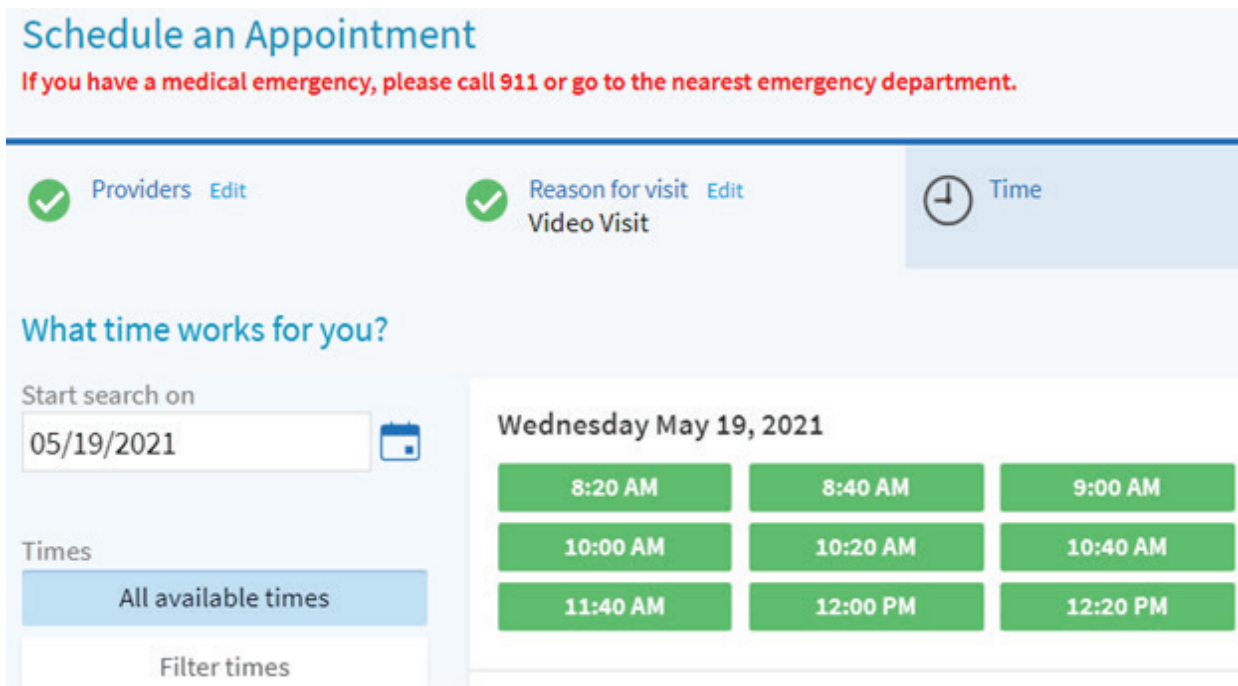 Schedule an Appointment
If you have a medical emergency, please call 911 or go to the nearest emergency department.
Providers Edit
Reason for visit Edit
Video Visit
Time
What time works for you?
Start search on
05/19/2021
Times
All available times
Filter times
Wednesday May 19, 2021
8:20 AM 8:40 AM 9:00 AM
10:00 AM 10:20 AM 10:40 AM
11:40 AM 12:00 PM 12:20 PM